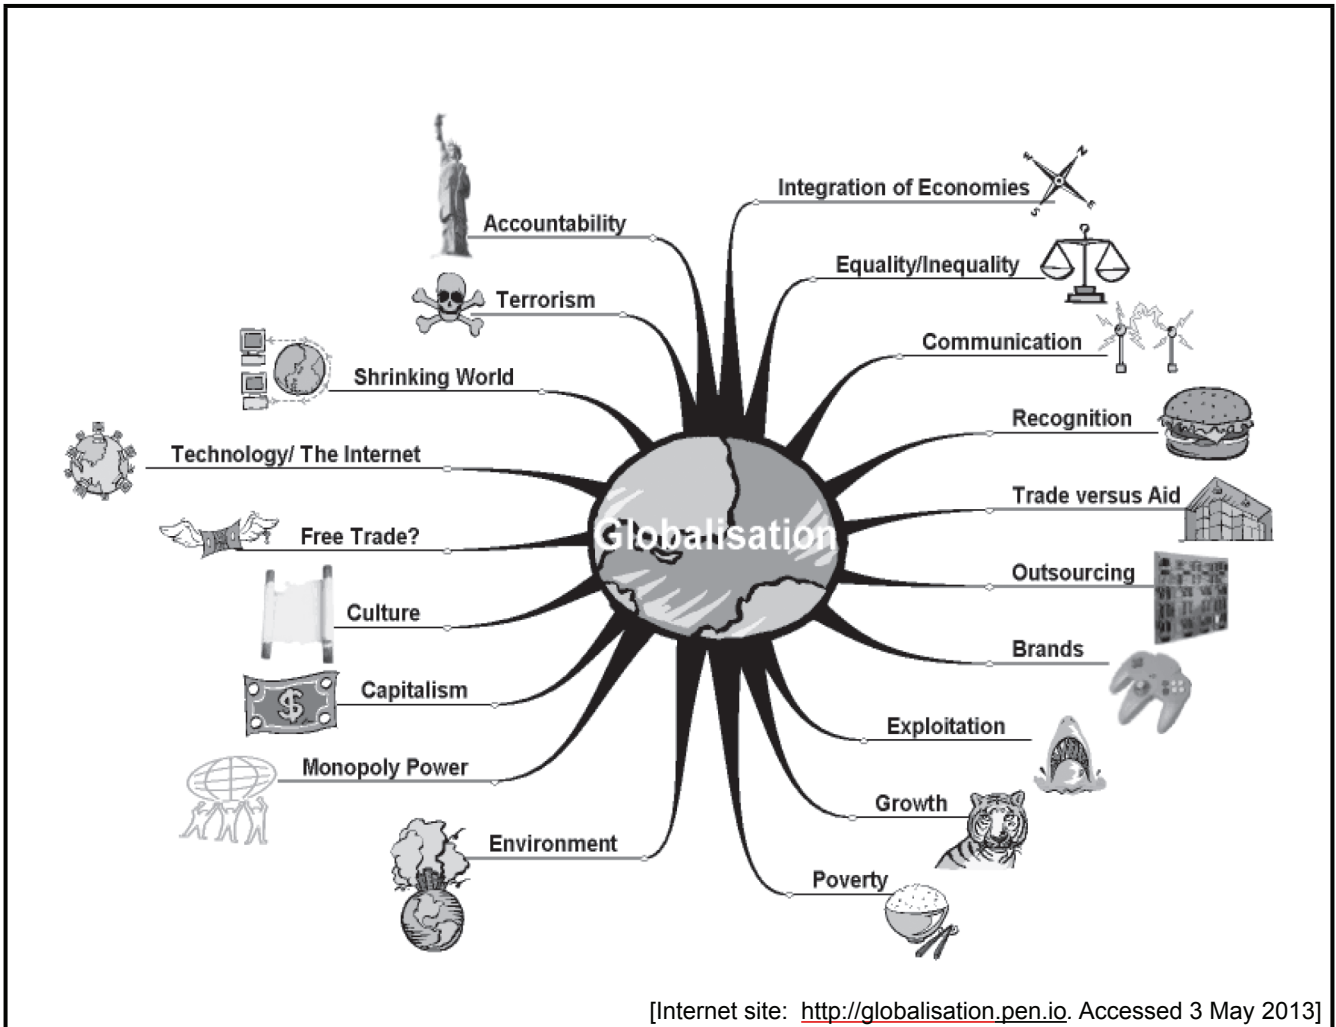 Integration of Economies
Accountability
Equality/Inequality
Terrorism
Communication
Shrinking World
Recognition
Technology/ The Internet
Trade versus Aid
Free Trade?
Globalisation
Outsourcing
Culture
Brands
Capitalism
Exploitation
Monopoly Power
Growth
Environment
Poverty
N
W
E
S
$
[Internet site: http://globalisation.pen.io. Accessed 3 May 2013]